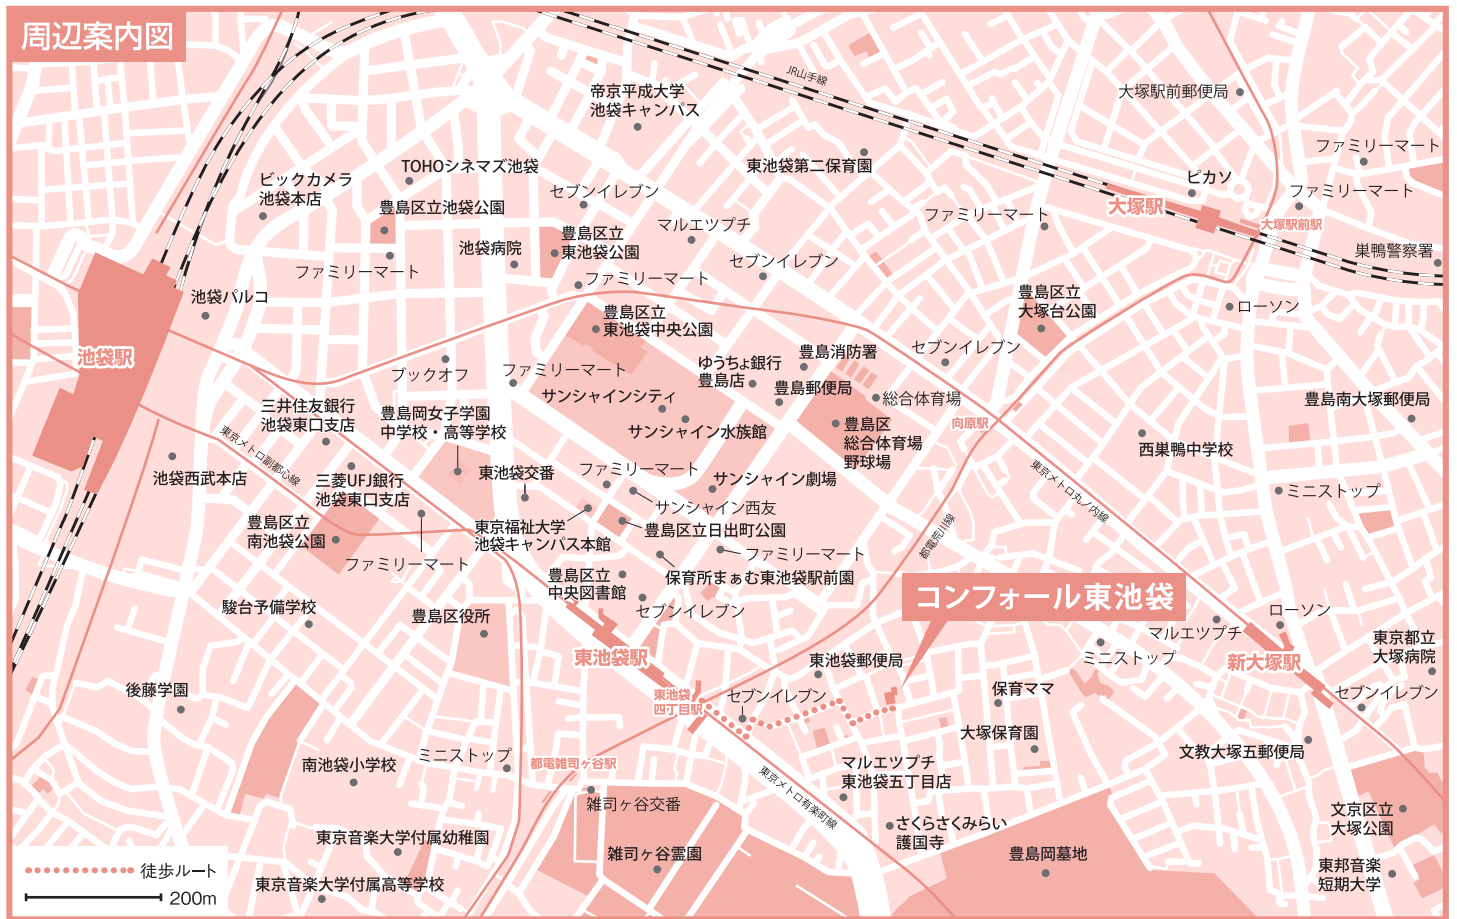 周辺案内図
JR山手線
帝京平成大学
池袋キャンパス
大塚駅前郵便局
ファミリーマート
TOHOシネマズ池袋
東池袋第二保育園
ピカソ
ビックカメラ
池袋本店
セブンイレブン
ファミリーマート
豊島区立池袋公園
大塚駅
ファミリーマート
マルエツプチ
大塚駅前駅
豊島区立
東池袋公園
池袋病院
巣鴨警察署
セブンイレブン
ファミリーマート
ファミリーマート
豊島区立
大塚台公園
池袋パルコ
ローソン
豊島区立
東池袋中央公園
池袋駅
セブンイレブン
豊島消防署
ゆうちょ銀行
豊島店
ブックオフ
ファミリーマート
豊島郵便局
サンシャインシティ
総合体育場
豊島南大塚郵便局
三井住友銀行
池袋東口支店
豊島岡女子学園
中学校・高等学校
サンシャイン水族館
豊島区
総合体育場
野球場
向原駅
東京メトロ副都心線
西巣鴨中学校
池袋西武本店
三菱UFJ銀行
池袋東口支店
東池袋交番
ファミリーマート
サンシャイン劇場
東京メトロ丸ノ内線
ミニストップ
サンシャイン西友
豊島区立
南池袋公園
東京福祉大学
池袋キャンパス本館
豊島区立日出町公園
都電荒川線
ファミリーマート
ファミリーマート
豊島区立
中央図書館
保育所まぁむ東池袋駅前園
コンフォール東池袋
駿台予備学校
豊島区役所
セブンイレブン
ローソン
マルエツプチ
東京都立
大塚病院
東池袋駅
東池袋郵便局
ミニストップ
新大塚駅
後藤学園
東池袋
四丁目駅
セブンイレブン
保育ママ
セブンイレブン
大塚保育園
文教大塚五郵便局
南池袋小学校
ミニストップ
都電雑司ヶ谷駅
マルエツプチ
東池袋五丁目店
東京メトロ有楽町線
雑司ヶ谷交番
文京区立
大塚公園
さくらさくみらい
護国寺
東京音楽大学付属幼稚園
雑司ヶ谷霊園
豊島岡墓地
徒歩ルート
東京音楽大学付属高等学校
東邦音楽
短期大学
200m